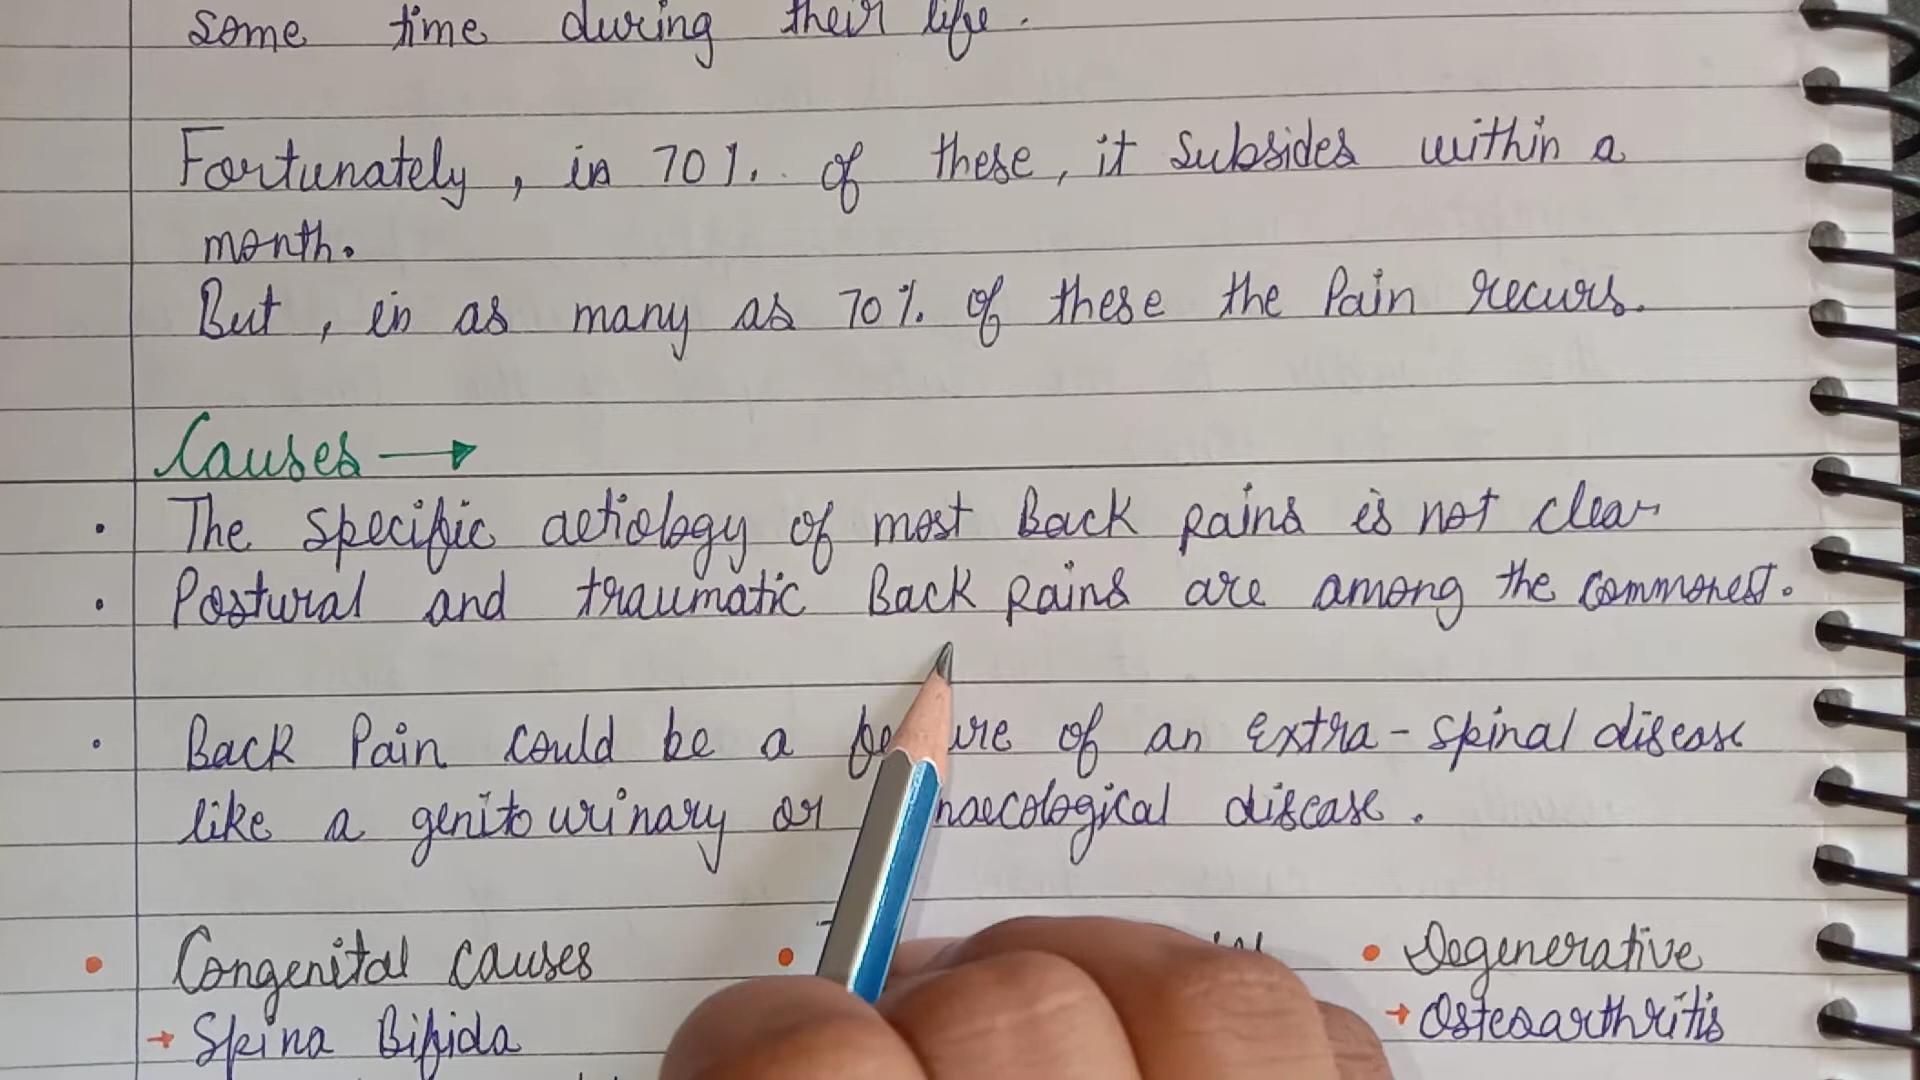 some time during their life.
Fortunately, in 70%. of these, it subsides within a
month.
But, in as many as 70%. of these the Pain recurs.
Causes →
• The specific aetiology of most Back pains is not clear
• Postural and traumatic Back pains are among the commonest.
• Back Pain could be a of an extra-spinal disease
like a genitourinary or disease.
• Congenital causes • • Degenerative
→ Spina Bifida → Osteoarthritis